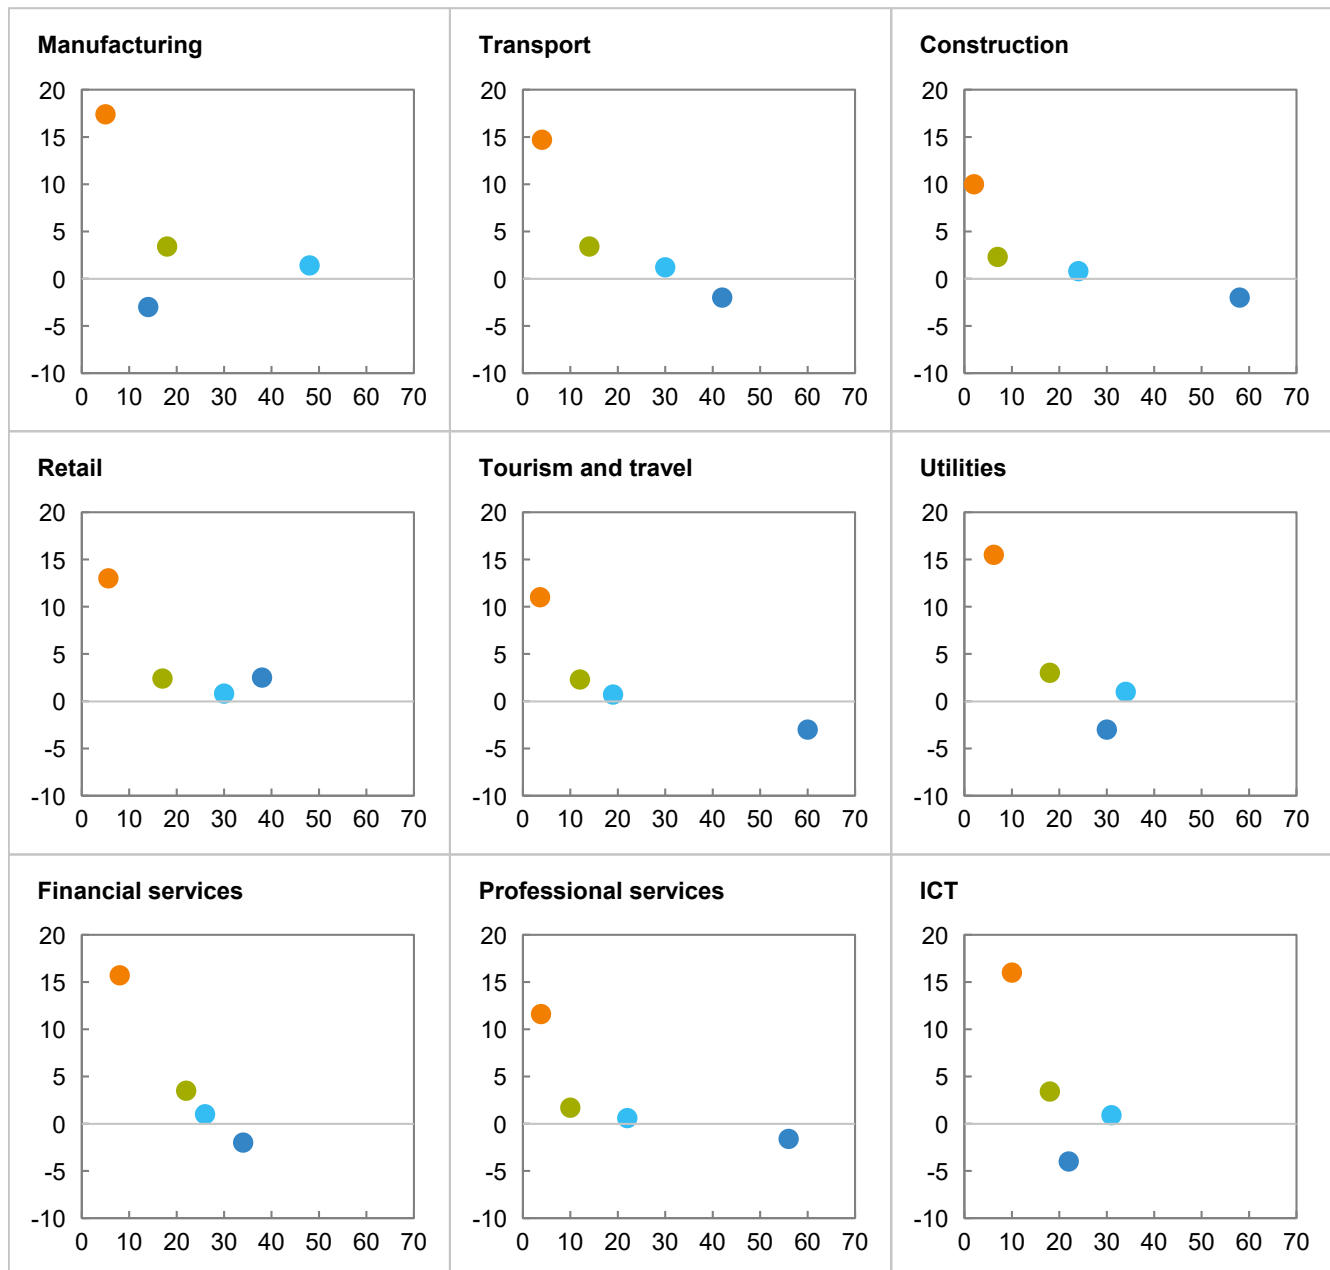 Manufacturing Transport Construction
20 20 20
15 15 15
10 10 10
5 5 5
0 0 0
-5 -5 -5
-10 -10 -10
0 10 20 30 40 50 60 70 0 10 20 30 40 50 60 70 0 10 20 30 40 50 60 70
Retail Tourism and travel Utilities
20 20 20
15 15 15
10 10 10
5 5 5
0 0 0
-5 -5 -5
-10 -10 -10
0 10 20 30 40 50 60 70 0 10 20 30 40 50 60 70 0 10 20 30 40 50 60 70
Financial services Professional services ICT
20 20 20
15 15 15
10 10 10
5 5 5
0 0 0
-5 -5 -5
-10 -10 -10
0 10 20 30 40 50 60 70 0 10 20 30 40 50 60 70 0 10 20 30 40 50 60 70